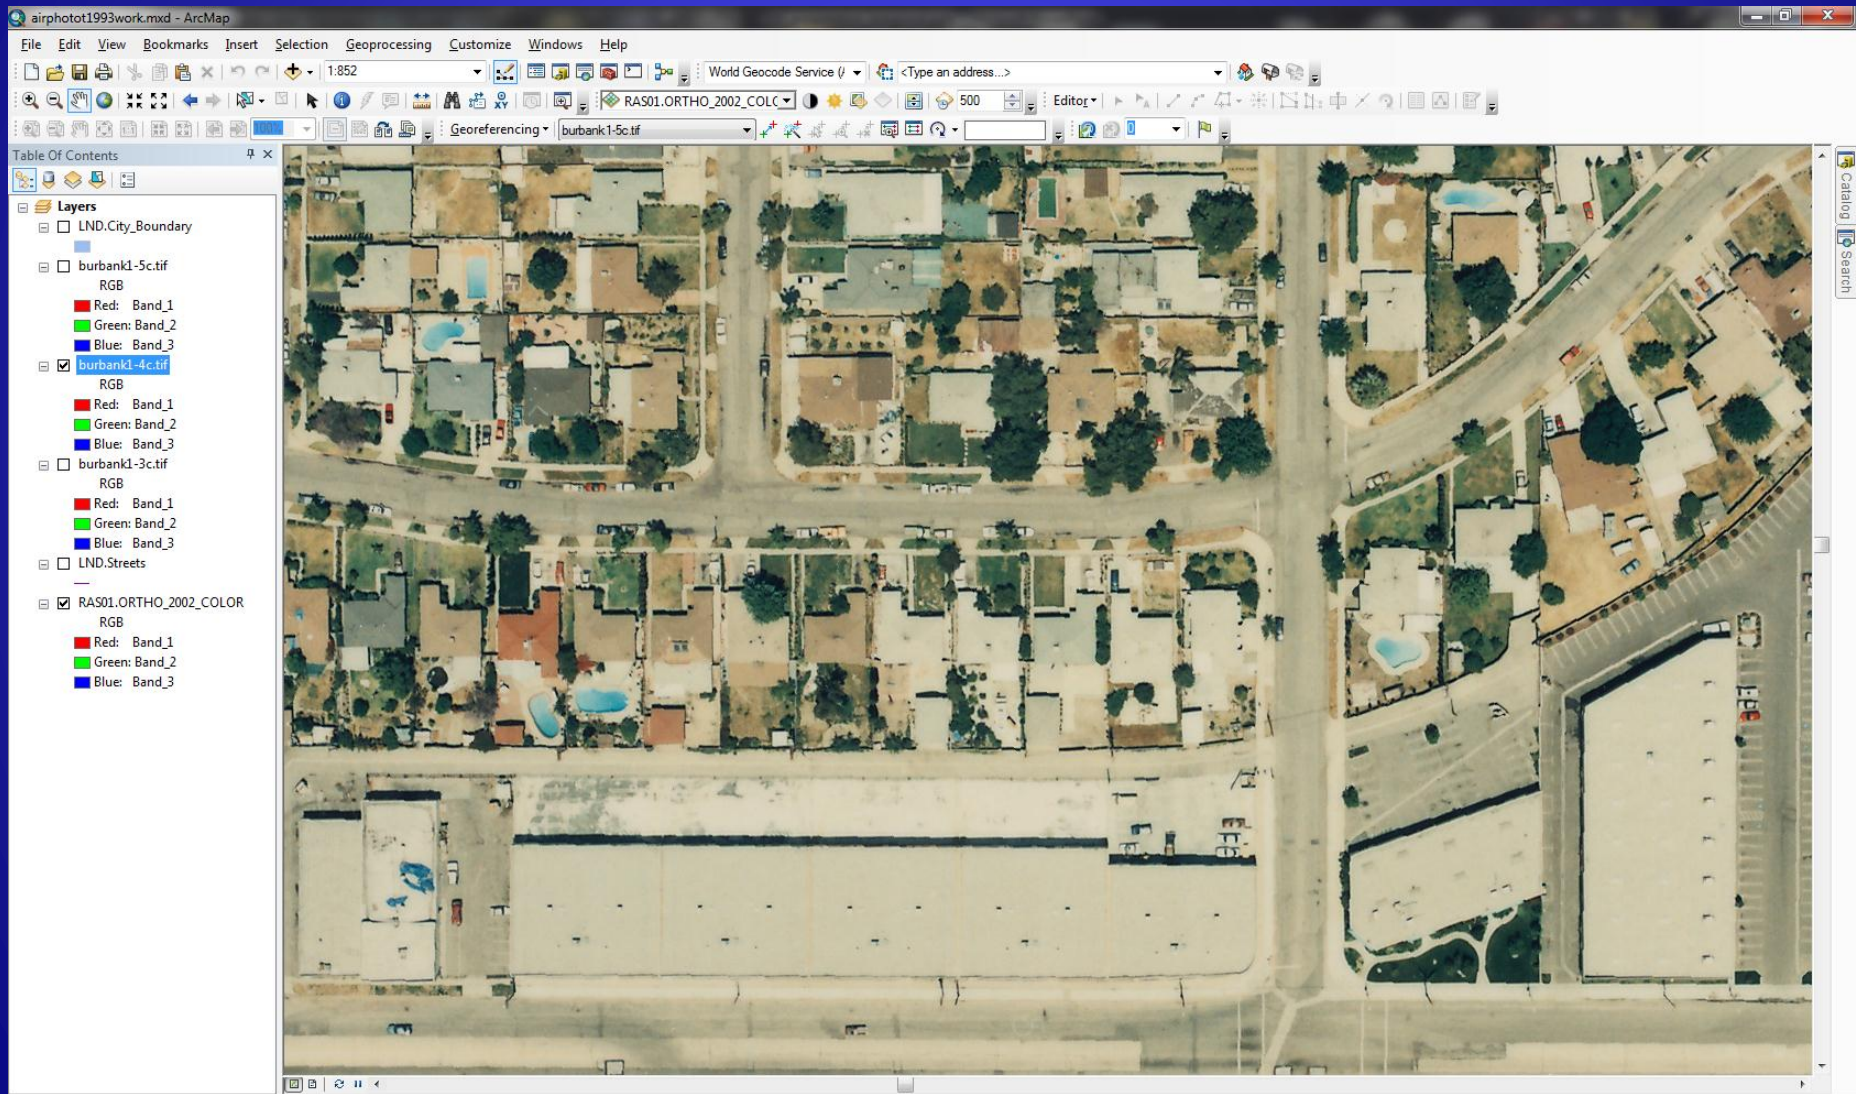 airphotot1993work.mxd - ArcMap
File Edit View Bookmarks Insert Selection Geoprocessing Customize Windows Help
1:852 World Geocode Service (A <Type an address...>
RAS01.ORTHO_2002_COLC 500 Editor
100% Georeferencing burbank1-5c.tif 0
Table Of Contents
Layers
LND.City_Boundary
burbank1-5c.tif
RGB
Red: Band_1
Green: Band_2
Blue: Band_3
burbank1-4c.tif
RGB
Red: Band_1
Green: Band_2
Blue: Band_3
burbank1-3c.tif
RGB
Red: Band_1
Green: Band_2
Blue: Band_3
LND.Streets
RAS01.ORTHO_2002_COLOR
RGB
Red: Band_1
Green: Band_2
Blue: Band_3
Catalog
Search